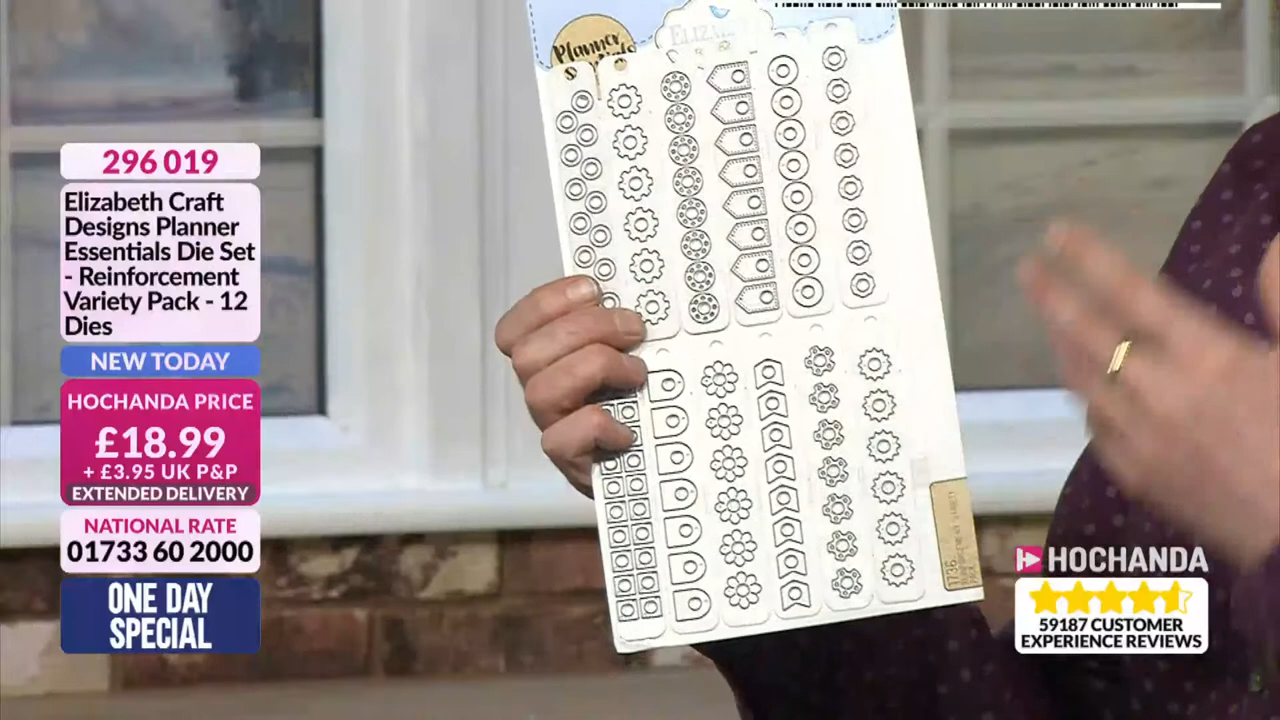 296 019
Elizabeth Craft
Designs Planner
Essentials Die Set
- Reinforcement
Variety Pack - 12
Dies
NEW TODAY
HOCHANDA PRICE
£18.99
+ £3.95 UK P&P
EXTENDED DELIVERY
NATIONAL RATE
01733 60 2000
ONE DAY
SPECIAL
Planner
1736
HOCHANDA
59187 CUSTOMER
EXPERIENCE REVIEWS